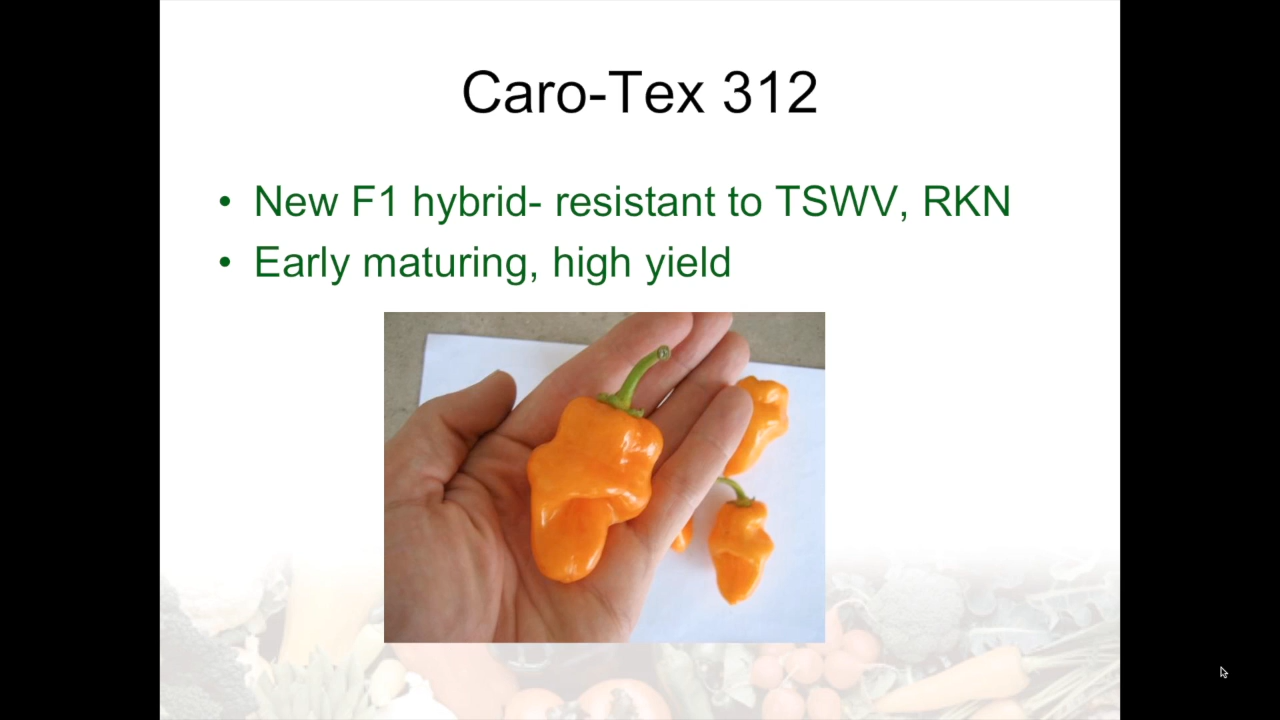 Caro-Tex 312
• New F1 hybrid- resistant to TSWV, RKN
• Early maturing, high yield